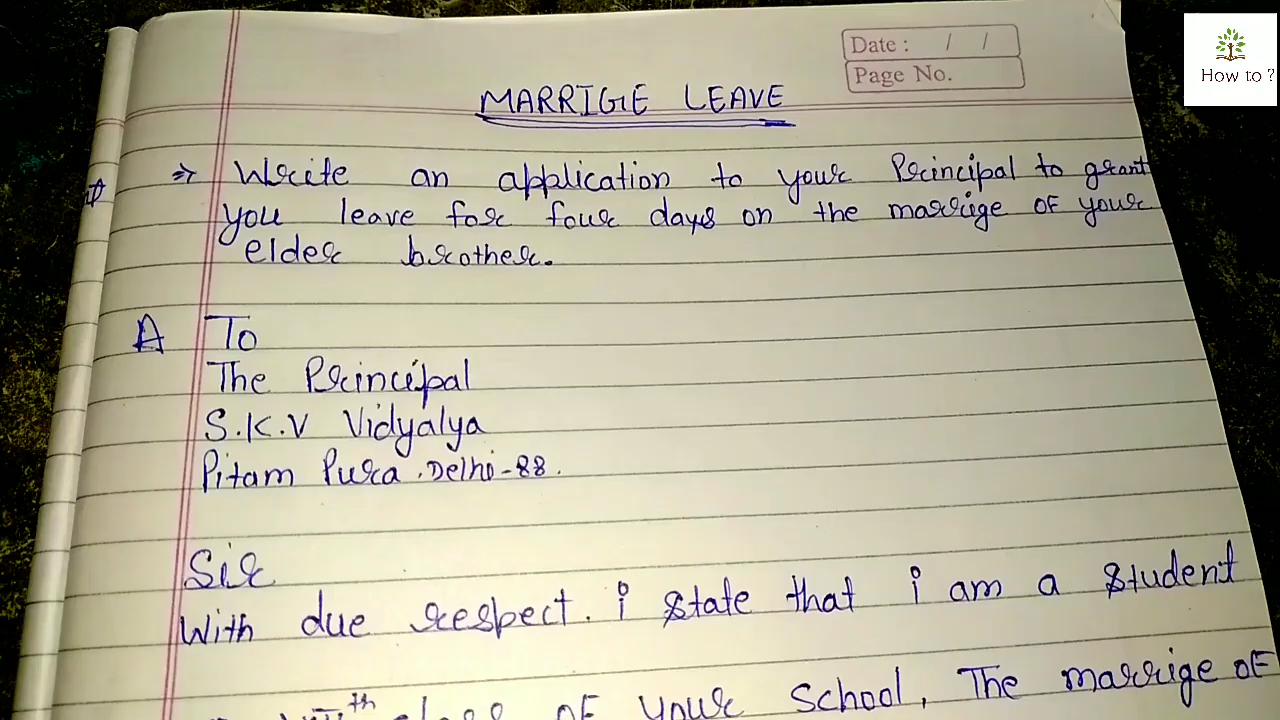 Date : / /
Page No.
How to ?
MARRIGE LEAVE
⇒ Write an application to your Principal to grant
you leave for four days on the marrige of your
elder brother.
A To
The Principal
S.K.V Vidyalya
Pitam Pura . Delhi-88.
Sir
With due respect. i state that i am a student
th class of your school, The marrige of